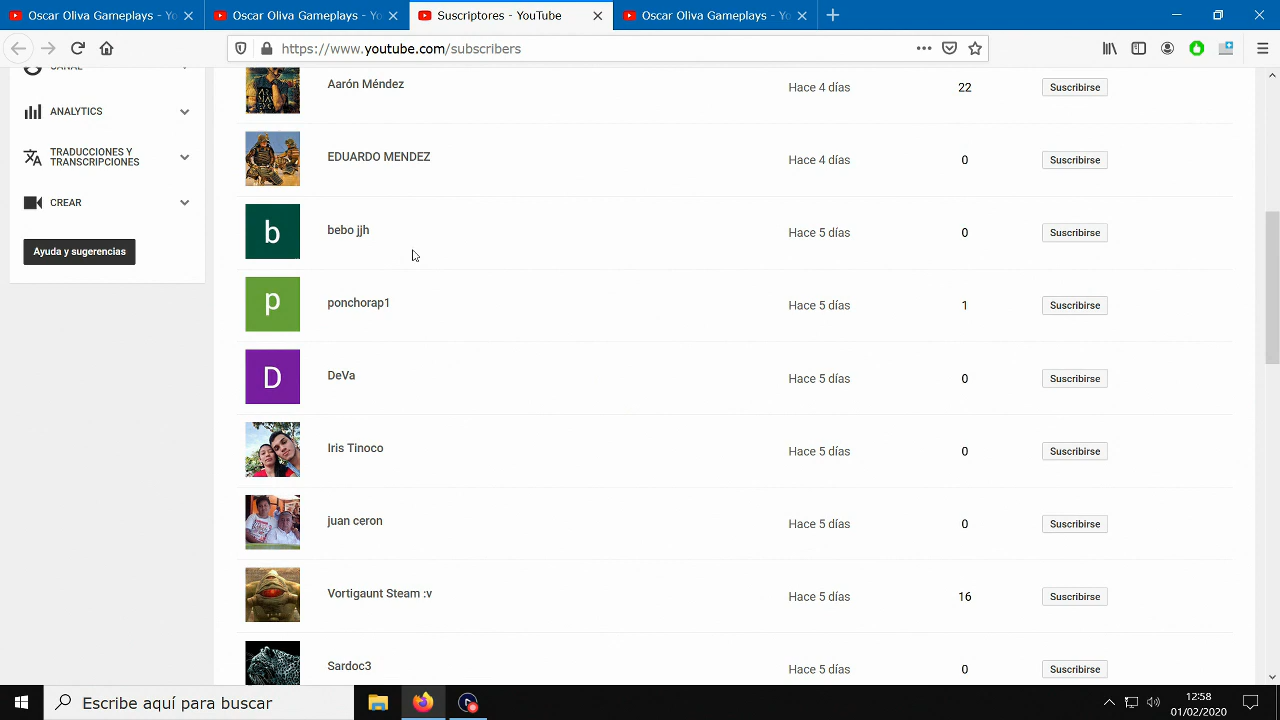 Oscar Oliva Gameplays - Yo
Oscar Oliva Gameplays - Yo
Suscriptores - YouTube
Oscar Oliva Gameplays - Yo
https://www.youtube.com/subscribers
CANAL
Aarón Méndez Hace 4 días 22 Suscribirse
ANALYTICS
TRADUCCIONES Y
TRANSCRIPCIONES
EDUARDO MENDEZ Hace 4 días 0 Suscribirse
CREAR
b bebo jjh Hace 5 días 0 Suscribirse
Ayuda y sugerencias
p ponchorap1 Hace 5 días 1 Suscribirse
D DeVa Hace 5 días 0 Suscribirse
Iris Tinoco Hace 5 días 0 Suscribirse
juan ceron Hace 5 días 0 Suscribirse
Vortigaunt Steam :v Hace 5 días 16 Suscribirse
Sardoc3 Hace 5 días 0 Suscribirse
Escribe aquí para buscar
12:58
01/02/2020